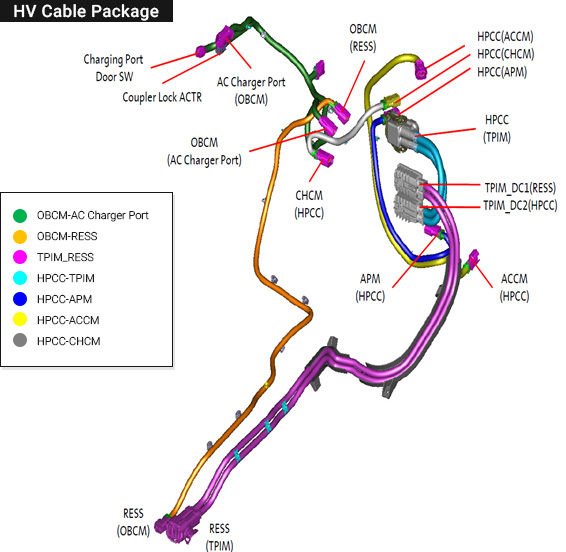 HV Cable Package
Charging Port
Door SW
Coupler Lock ACTR
AC Charger Port
(OBCM)
OBCM
(RESS)
HPCC(ACCM)
HPCC(CHCM)
HPCC(APM)
HPCC
(TPIM)
OBCM
(AC Charger Port)
CHCM
(HPCC)
TPIM_DC1(RESS)
TPIM_DC2(HPCC)
APM
(HPCC)
ACCM
(HPCC)
OBCM-AC Charger Port
OBCM-RESS
TPIM_RESS
HPCC-TPIM
HPCC-APM
HPCC-ACCM
HPCC-CHCM
RESS
(OBCM)
RESS
(TPIM)